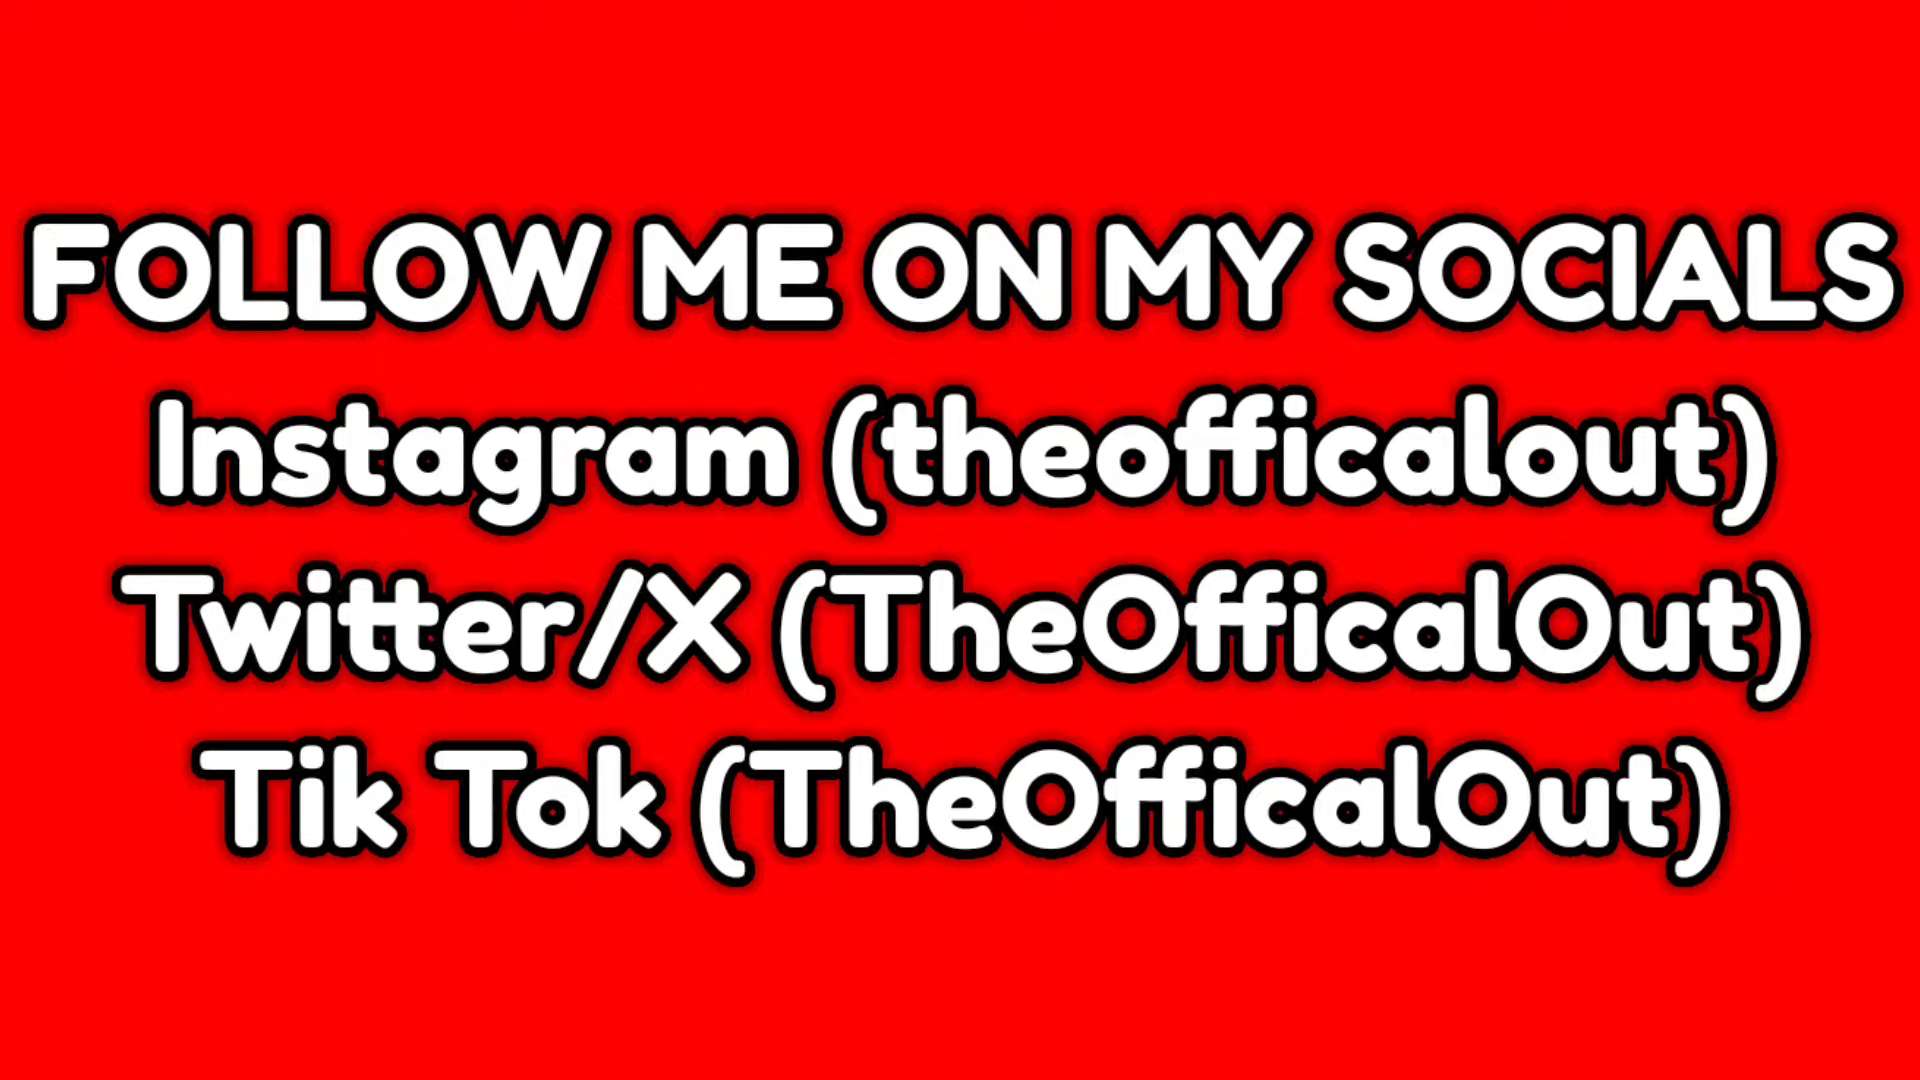 FOLLOW ME ON MY SOCIALS
Instagram (theofficalout)
Twitter/X (TheOfficalOut)
Tik Tok (TheOfficalOut)